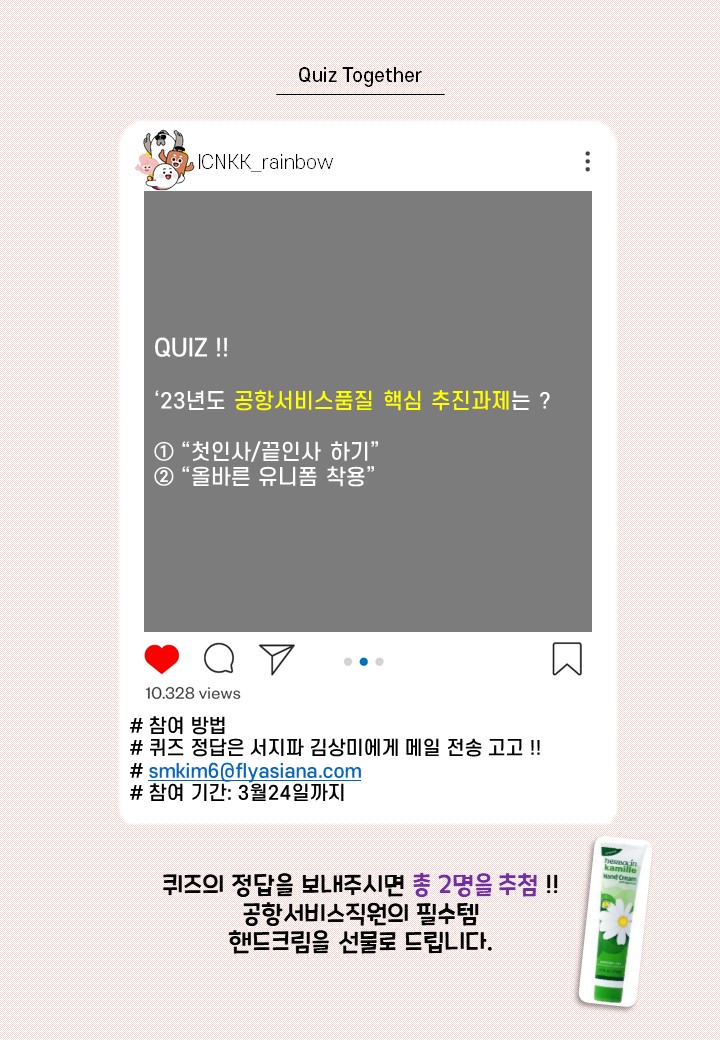 Quiz Together
ICNKK_rainbow
QUIZ !!
‘23년도 공항서비스품질 핵심 추진과제는 ?
① “첫인사/끝인사 하기”
② “올바른 유니폼 착용”
10.328 views
# 참여 방법
# 퀴즈 정답은 서지파 김상미에게 메일 전송 고고 !!
# smkim6@flyasiana.com
# 참여 기간: 3월24일까지
herbacin
kamille
Hand Cream
퀴즈의 정답을 보내주시면 총 2명을 추첨 !!
공항서비스직원의 필수템
핸드크림을 선물로 드립니다.